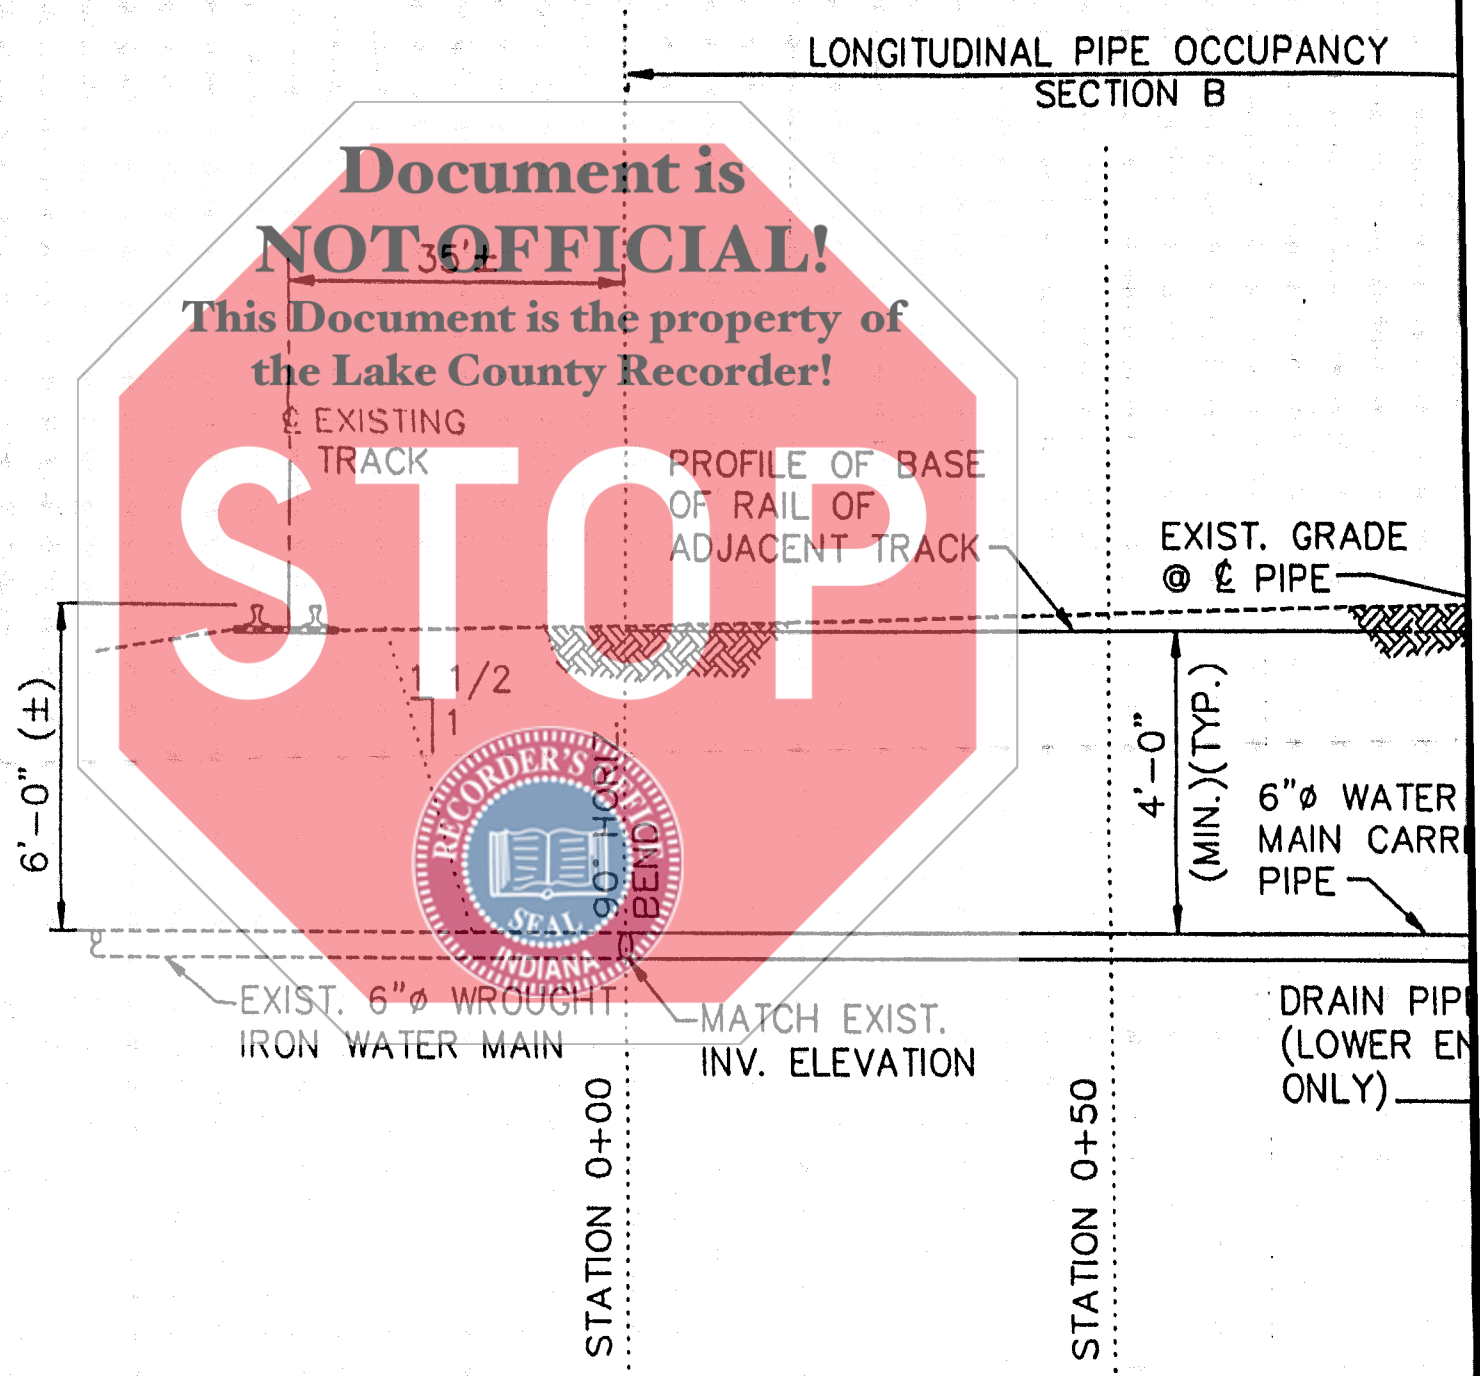 LONGITUDINAL PIPE OCCUPANCY
SECTION B
Document is
NOT OFFICIAL!
35'±
This Document is the property of
the Lake County Recorder!
℄ EXISTING
TRACK
STOP
PROFILE OF BASE
OF RAIL OF
ADJACENT TRACK
EXIST. GRADE
@ ℄ PIPE
1 1/2
1
6'-0" (±)
4'-0"
(MIN.)(TYP.)
90° HORIZ.
BEND
RECORDER'S OFFICE
SEAL
INDIANA
6"ø WATER
MAIN CARRI
PIPE
EXIST. 6"ø WROUGHT
IRON WATER MAIN
MATCH EXIST.
INV. ELEVATION
DRAIN PIPE
(LOWER EN
ONLY)
STATION 0+00
STATION 0+50